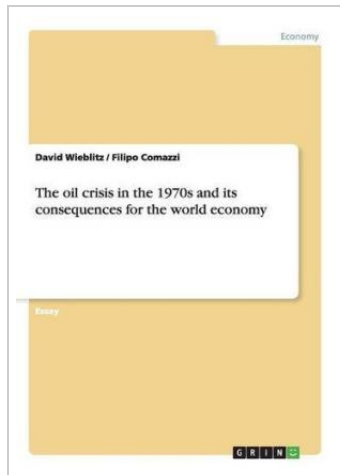 Economy
David Wieblitz / Filipo Comazzi
The oil crisis in the 1970s and its
consequences for the world economy
Essay
GRIN